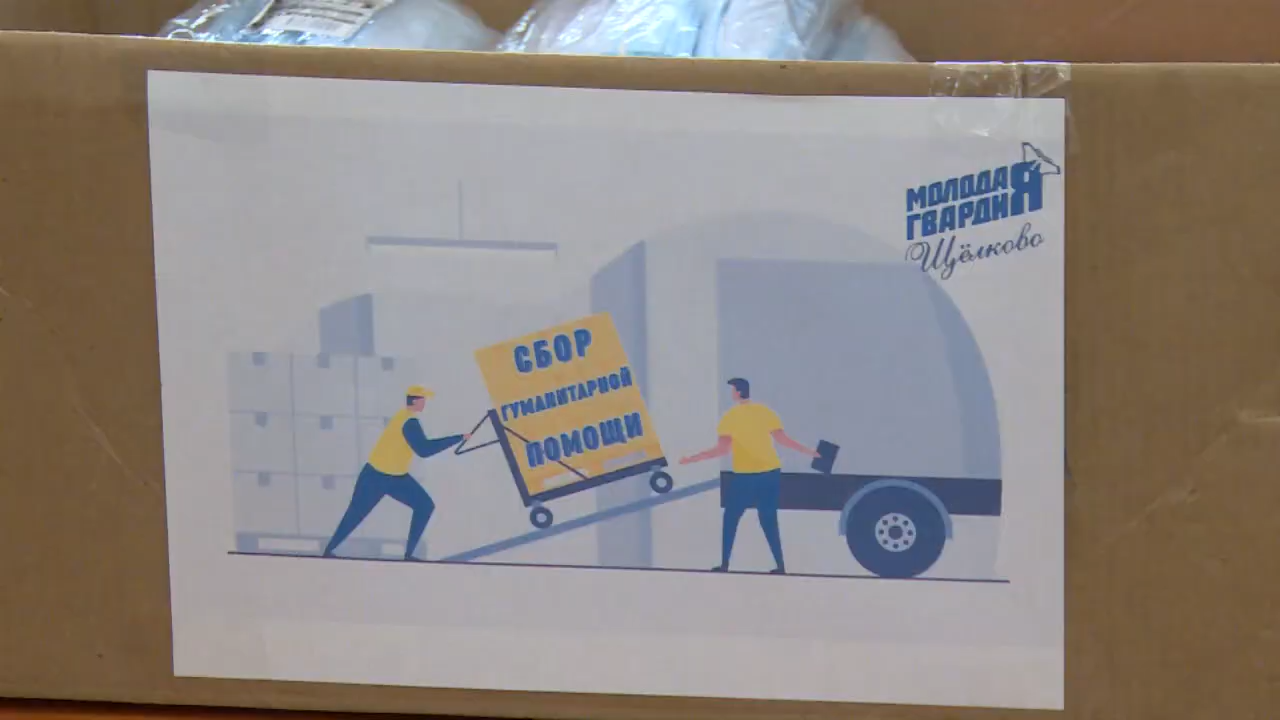 МОЛОДАЯ
ГВАРДИЯ
Щёлково
СБОР
ГУМАНИТАРНОЙ
ПОМОЩИ